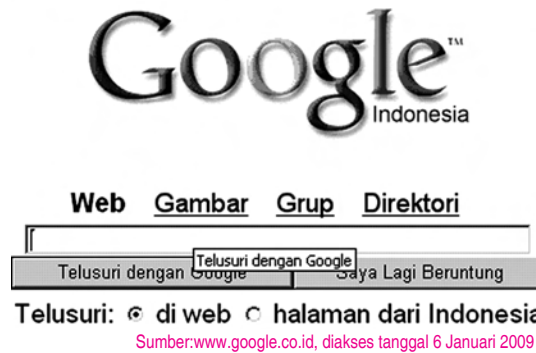 Google™
Indonesia
Web Gambar Grup Direktori
Telusuri dengan Google
Telusuri dengan Google Saya Lagi Beruntung
Telusuri: di web halaman dari Indonesia
Sumber:www.google.co.id, diakses tanggal 6 Januari 2009